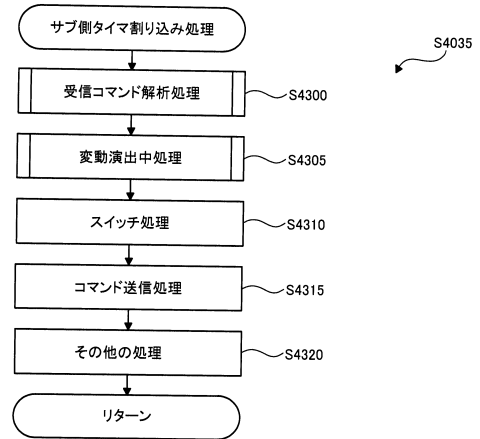 サブ側タイマ割り込み処理
S4035
受信コマンド解析処理
S4300
変動演出中処理
S4305
スイッチ処理
S4310
コマンド送信処理
S4315
その他の処理
S4320
リターン